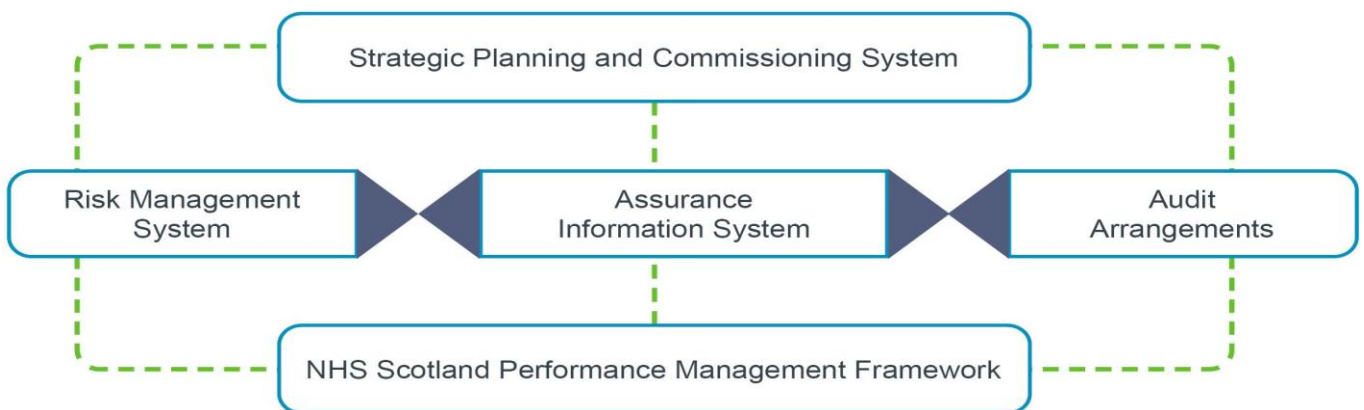 Strategic Planning and Commissioning System
Risk Management
System
Assurance
Information System
Audit
Arrangements
NHS Scotland Performance Management Framework